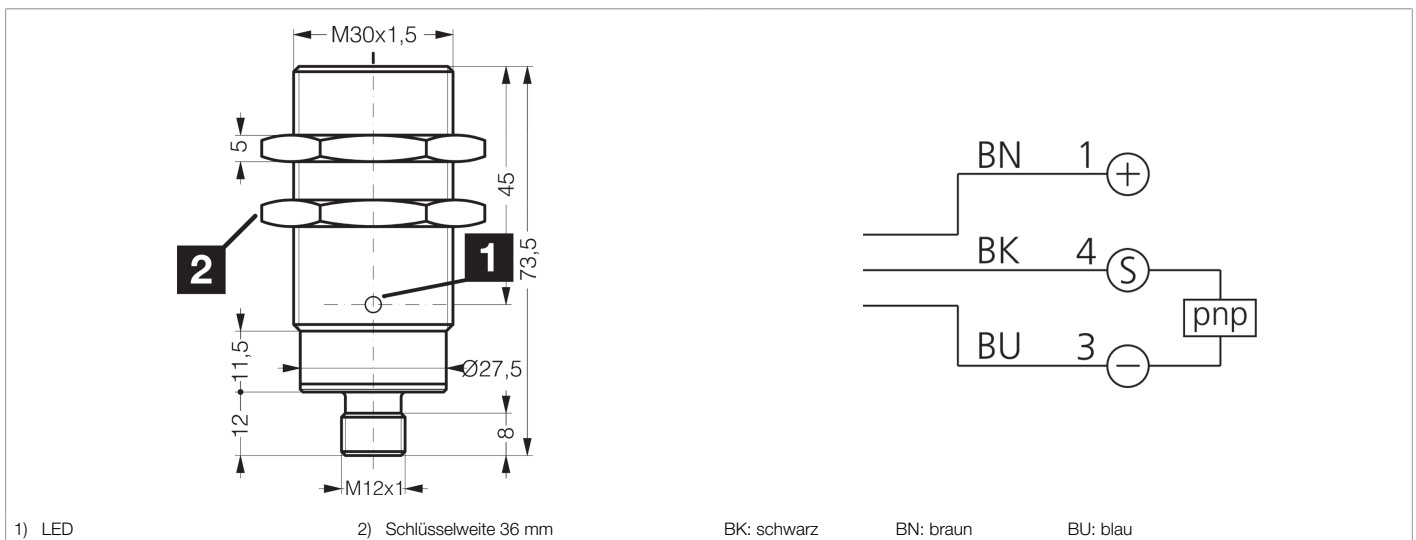 M30x1,5
5
45
73,5
2
1
11,5
Ø27,5
12
8
M12x1
BN 1 +
BK 4 S
pnp
BU 3 −
1) LED 2) Schlüsselweite 36 mm BK: schwarz BN: braun BU: blau